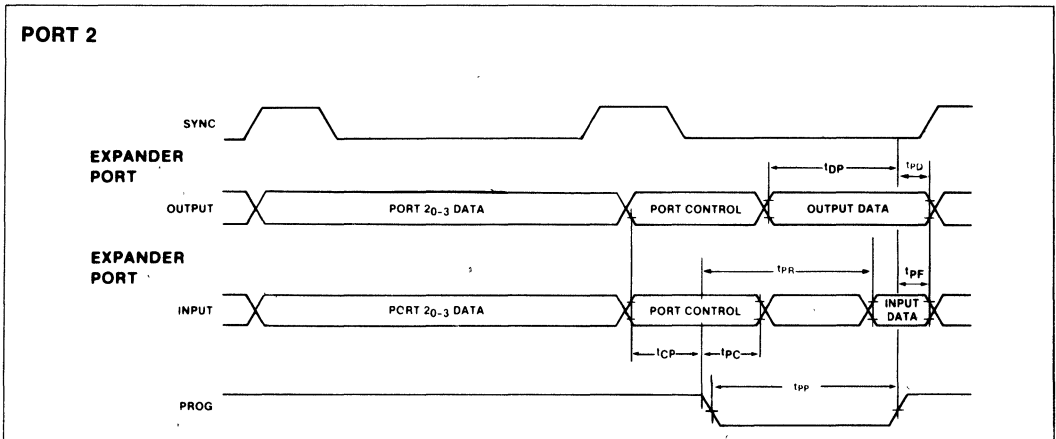 PORT 2
SYNC
EXPANDER
PORT
tDP
tPD
OUTPUT
PORT 20-3 DATA
PORT CONTROL
OUTPUT DATA
EXPANDER
PORT
tPR
tPF
INPUT
PORT 20-3 DATA
PORT CONTROL
INPUT
DATA
tCP
tPC
tPP
PROG